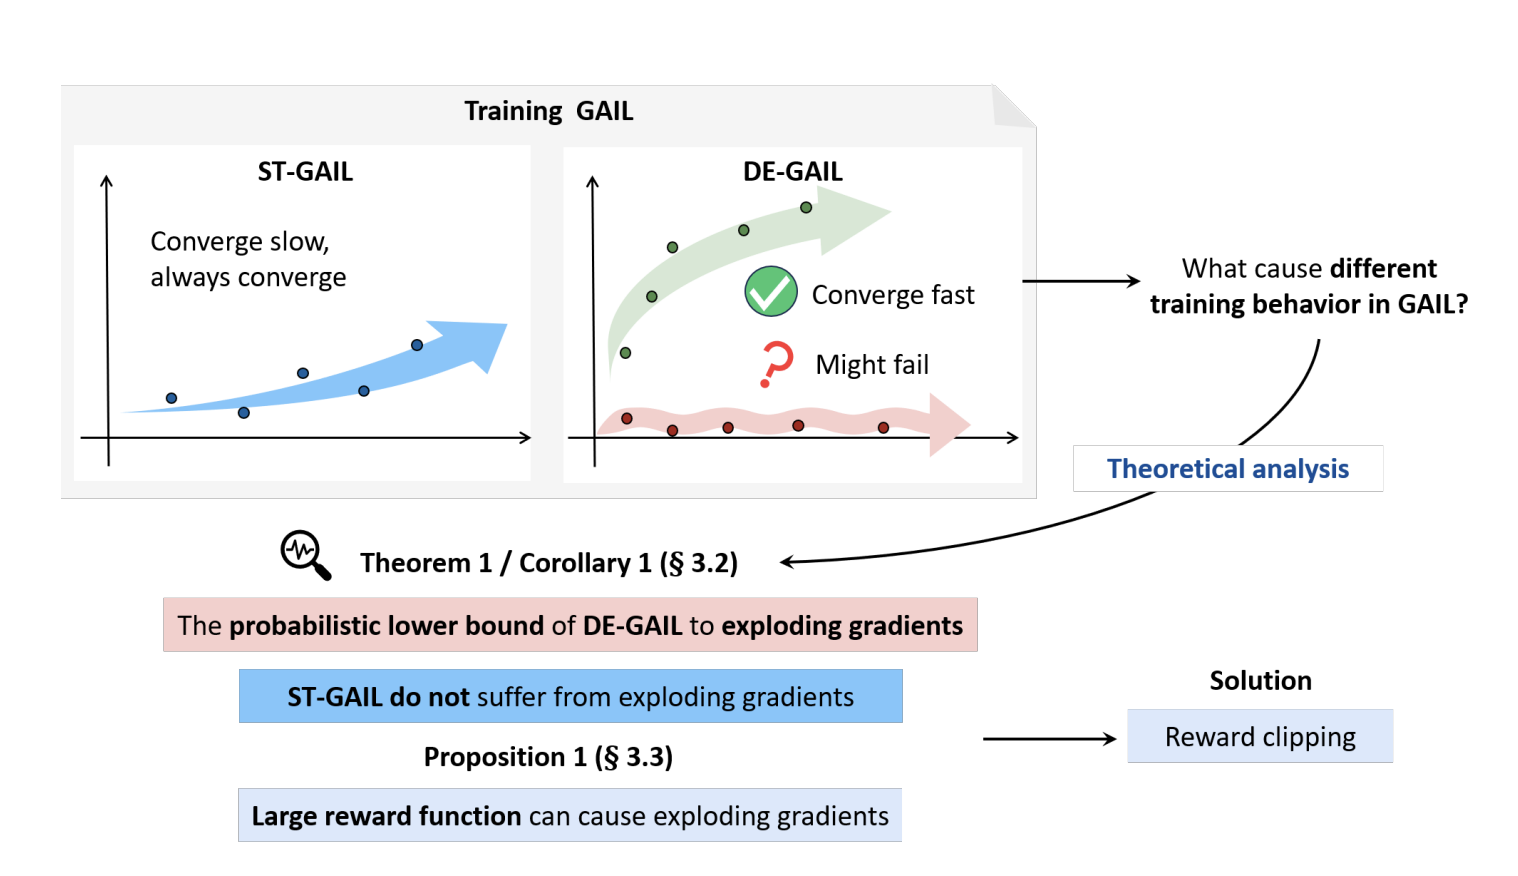 Training GAIL
ST-GAIL
Converge slow,
always converge
DE-GAIL
Converge fast
Might fail
What cause different
training behavior in GAIL?
Theoretical analysis
Theorem 1 / Corollary 1 (§ 3.2)
The probabilistic lower bound of DE-GAIL to exploding gradients
ST-GAIL do not suffer from exploding gradients
Proposition 1 (§ 3.3)
Large reward function can cause exploding gradients
Solution
Reward clipping